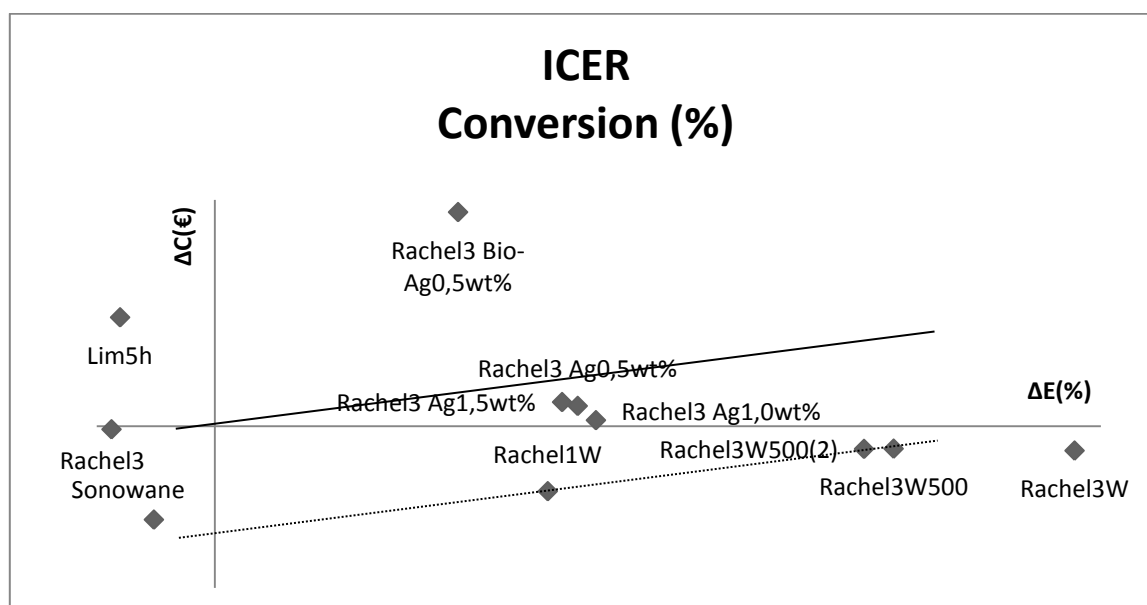 ICER
Conversion (%)
ΔC(€)
Rachel3 Bio-
Ag0,5wt%
Lim5h
Rachel3 Ag0,5wt%
ΔE(%)
Rachel3 Ag1,5wt%
Rachel3 Ag1,0wt%
Rachel3
Sonowane
Rachel1W
Rachel3W500(2)
Rachel3W500
Rachel3W